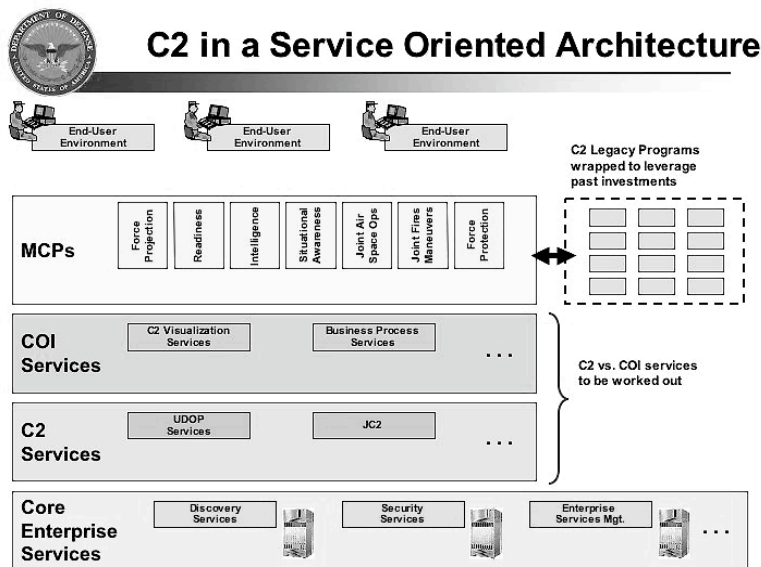 DEPARTMENT OF DEFENSE
UNITED STATES OF AMERICA
C2 in a Service Oriented Architecture
End-User
Environment
End-User
Environment
End-User
Environment
C2 Legacy Programs
wrapped to leverage
past investments
MCPs
Force
Projection
Readiness
Intelligence
Situational
Awareness
Joint Air
Space Ops
Joint Fires
Maneuvers
Force
Protection
COI
Services
C2 Visualization
Services
Business Process
Services
...
C2 vs. COI services
to be worked out
C2
Services
UDOP
Services
JC2
...
Core
Enterprise
Services
Discovery
Services
Security
Services
Enterprise
Services Mgt.
...